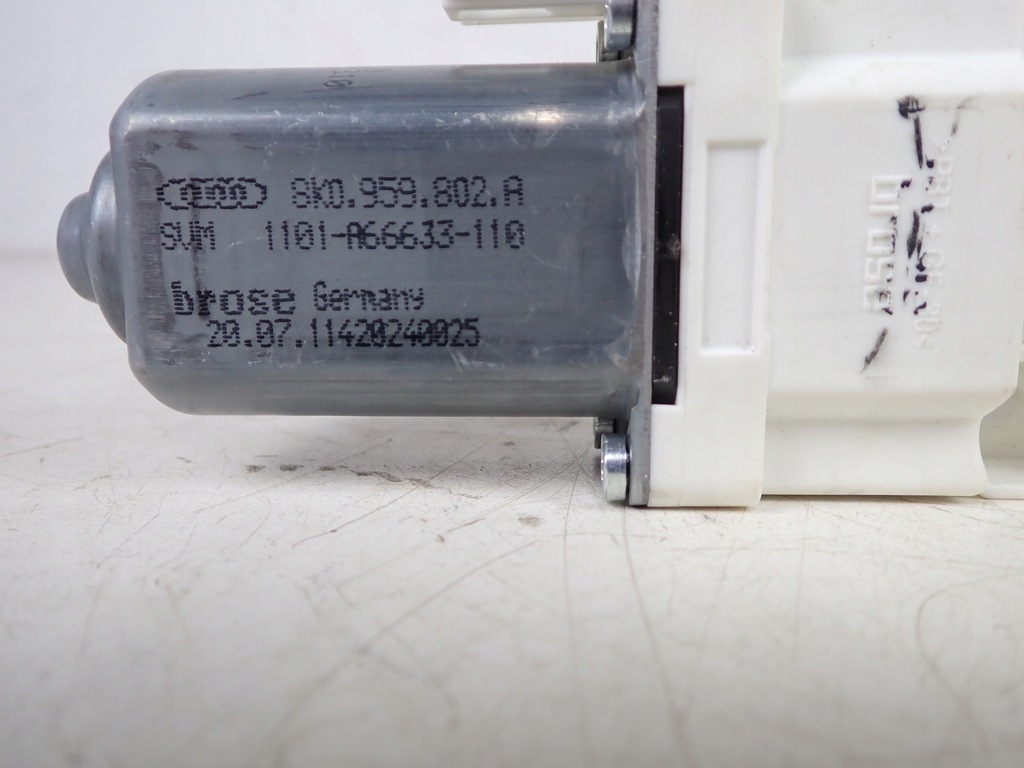 8K0.959.802.A
SVM 1101-A66633-110
brose Germany
20.07.11420240025
brose